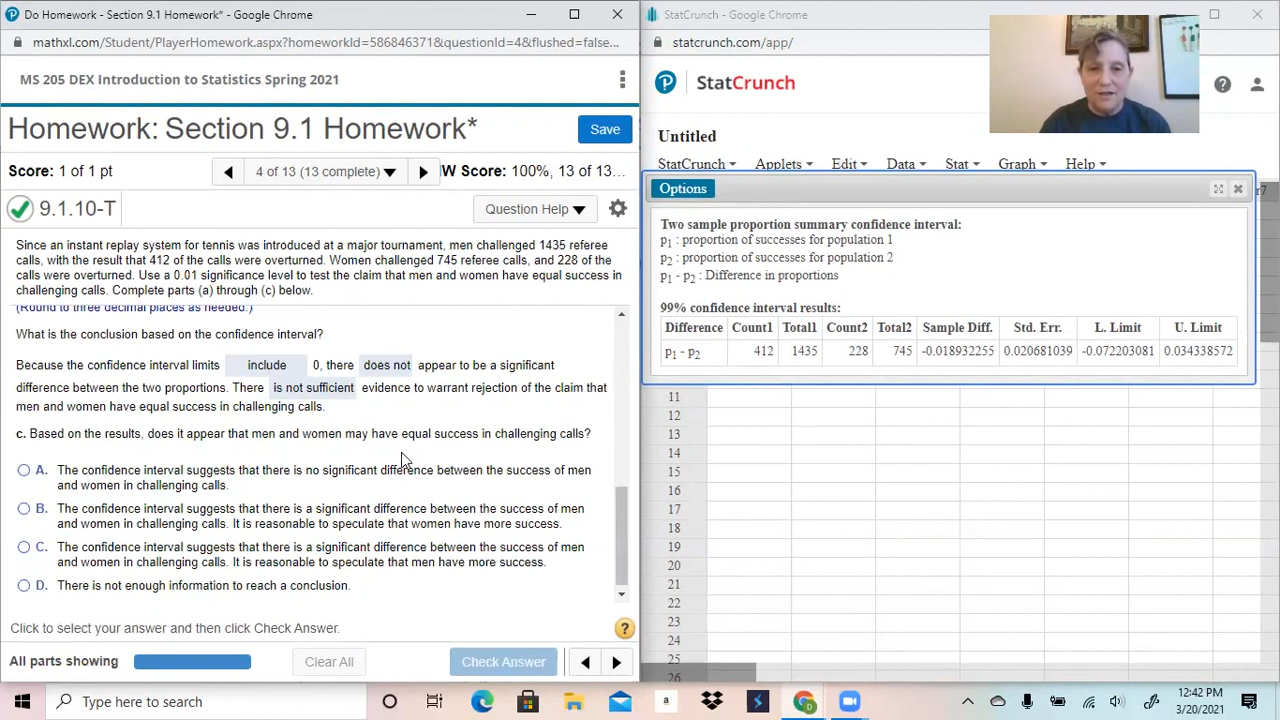 Do Homework - Section 9.1 Homework* - Google Chrome
mathxl.com/Student/PlayerHomework.aspx?homeworkId=586846371&questionId=4&flushed=false...
MS 205 DEX Introduction to Statistics Spring 2021
Homework: Section 9.1 Homework*
Save
Score: 1 of 1 pt
4 of 13 (13 complete)
W Score: 100%, 13 of 13...
9.1.10-T
Question Help
Since an instant replay system for tennis was introduced at a major tournament, men challenged 1435 referee
calls, with the result that 412 of the calls were overturned. Women challenged 745 referee calls, and 228 of the
calls were overturned. Use a 0.01 significance level to test the claim that men and women have equal success in
challenging calls. Complete parts (a) through (c) below.
(Round to three decimal places as needed.)
What is the conclusion based on the confidence interval?
Because the confidence interval limits include 0, there does not appear to be a significant
difference between the two proportions. There is not sufficient evidence to warrant rejection of the claim that
men and women have equal success in challenging calls.
c. Based on the results, does it appear that men and women may have equal success in challenging calls?
A. The confidence interval suggests that there is no significant difference between the success of men
and women in challenging calls.
B. The confidence interval suggests that there is a significant difference between the success of men
and women in challenging calls. It is reasonable to speculate that women have more success.
C. The confidence interval suggests that there is a significant difference between the success of men
and women in challenging calls. It is reasonable to speculate that men have more success.
D. There is not enough information to reach a conclusion.
Click to select your answer and then click Check Answer.
?
All parts showing
Clear All
Check Answer
StatCrunch - Google Chrome
statcrunch.com/app/
StatCrunch
?
Untitled
StatCrunch Applets Edit Data Stat Graph Help
r7
Options
Two sample proportion summary confidence interval:
p1 : proportion of successes for population 1
p2 : proportion of successes for population 2
p1 - p2 : Difference in proportions
99% confidence interval results:
Difference Count1 Total1 Count2 Total2 Sample Diff. Std. Err. L. Limit U. Limit
p1 - p2 412 1435 228 745 -0.018932255 0.020681039 -0.072203081 0.034338572
11
12
13
14
15
16
17
18
19
20
21
22
23
24
25
26
Type here to search
a
12:42 PM
3/20/2021